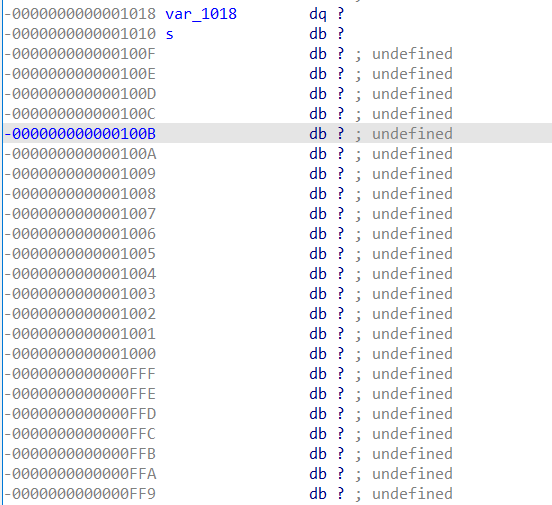 -0000000000001018 var_1018 dq ?
-0000000000001010 s db ?
-000000000000100F db ? ; undefined
-000000000000100E db ? ; undefined
-000000000000100D db ? ; undefined
-000000000000100C db ? ; undefined
-000000000000100B db ? ; undefined
-000000000000100A db ? ; undefined
-0000000000001009 db ? ; undefined
-0000000000001008 db ? ; undefined
-0000000000001007 db ? ; undefined
-0000000000001006 db ? ; undefined
-0000000000001005 db ? ; undefined
-0000000000001004 db ? ; undefined
-0000000000001003 db ? ; undefined
-0000000000001002 db ? ; undefined
-0000000000001001 db ? ; undefined
-0000000000001000 db ? ; undefined
-0000000000000FFF db ? ; undefined
-0000000000000FFE db ? ; undefined
-0000000000000FFD db ? ; undefined
-0000000000000FFC db ? ; undefined
-0000000000000FFB db ? ; undefined
-0000000000000FFA db ? ; undefined
-0000000000000FF9 db ? ; undefined